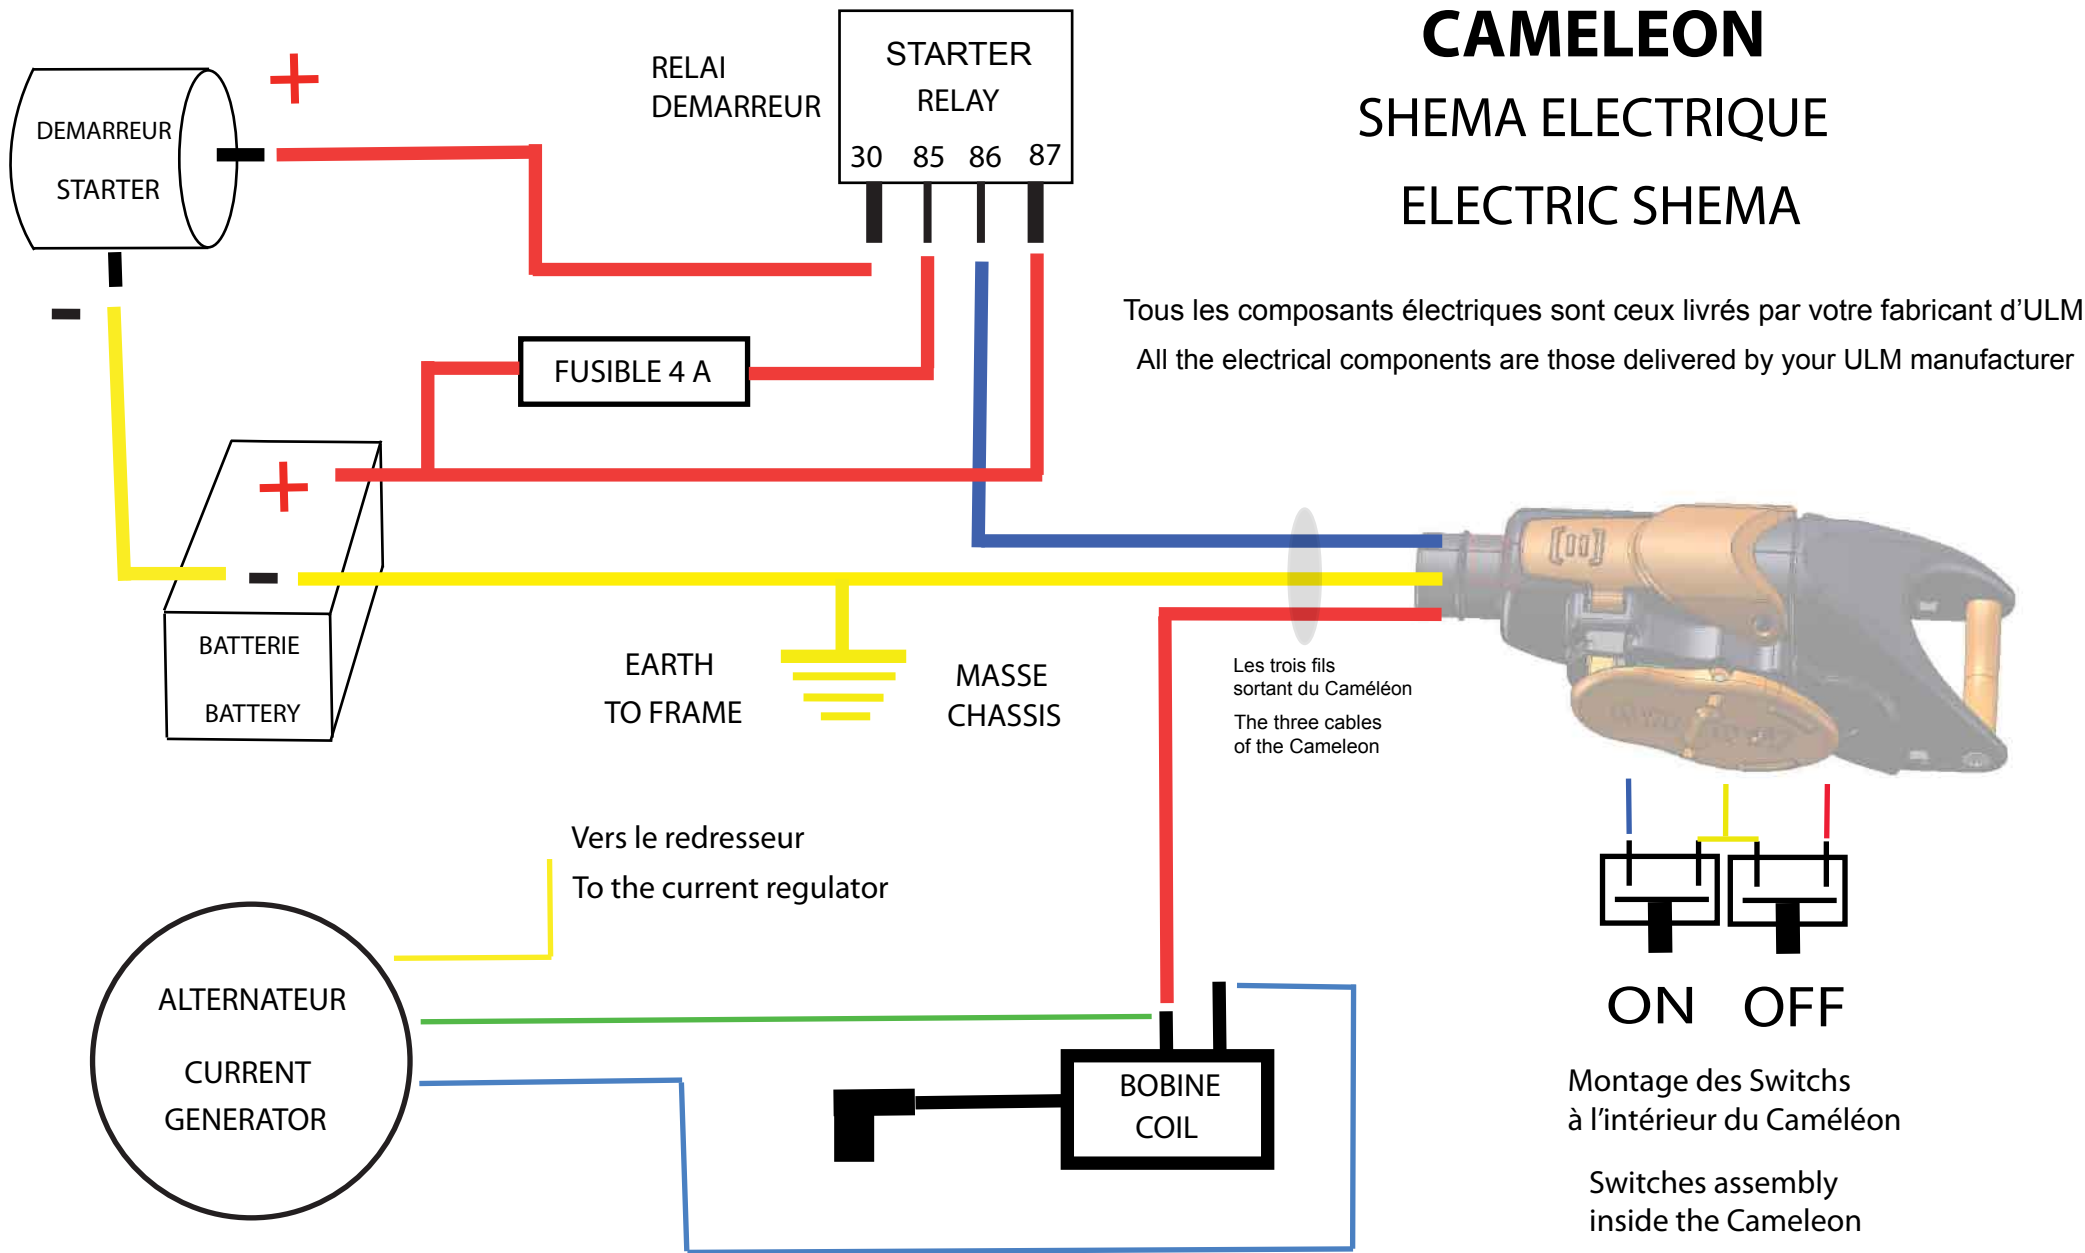 CAMELEON
SHEMA ELECTRIQUE
ELECTRIC SHEMA
Tous les composants électriques sont ceux livrés par votre fabricant d'ULM
All the electrical components are those delivered by your ULM manufacturer
RELAI
DEMARREUR
STARTER
RELAY
30 85 86 87
+
DEMARREUR
STARTER
-
FUSIBLE 4 A
+
-
BATTERIE
BATTERY
EARTH
TO FRAME
MASSE
CHASSIS
Les trois fils
sortant du Caméléon
The three cables
of the Cameleon
Vers le redresseur
To the current regulator
ALTERNATEUR
CURRENT
GENERATOR
BOBINE
COIL
ON OFF
Montage des Switchs
à l'intérieur du Caméléon
Switches assembly
inside the Cameleon